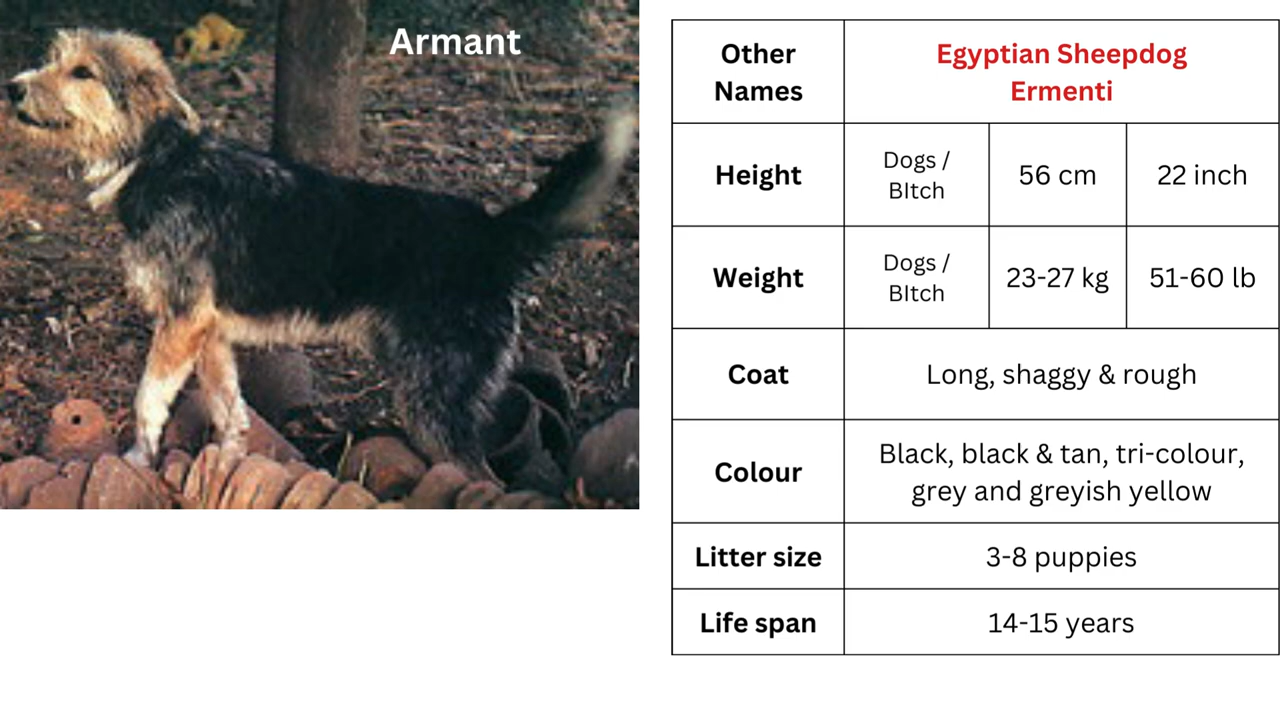 Armant
Other
Names
Egyptian Sheepdog
Ermenti
Height
Dogs /
BItch
56 cm
22 inch
Weight
Dogs /
BItch
23-27 kg
51-60 lb
Coat
Long, shaggy & rough
Colour
Black, black & tan, tri-colour,
grey and greyish yellow
Litter size
3-8 puppies
Life span
14-15 years